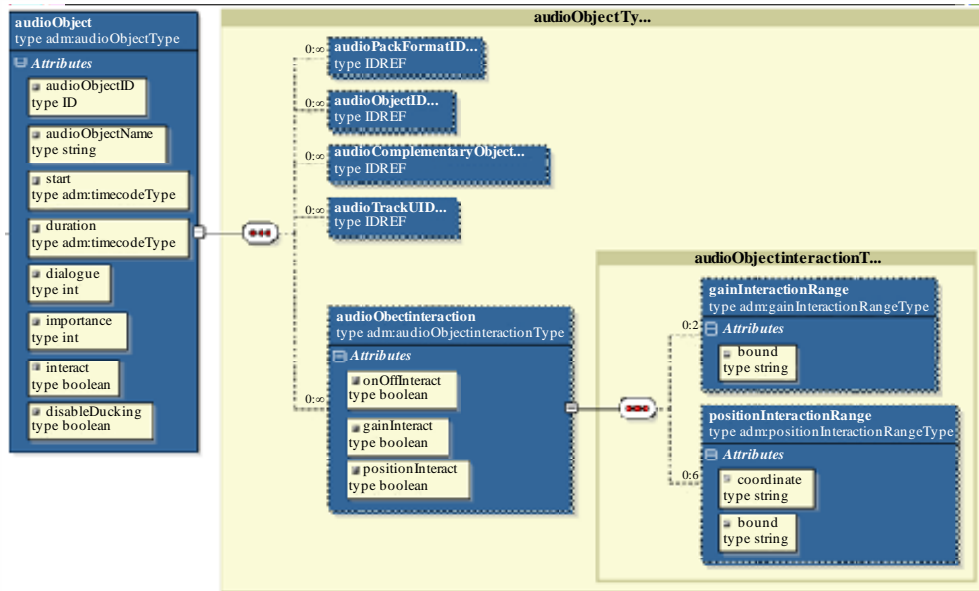 audioObject
type adm:audioObjectType
Attributes
audioObjectID
type ID
audioObjectName
type string
start
type adm:timecodeType
duration
type adm:timecodeType
dialogue
type int
importance
type int
interact
type boolean
disableDucking
type boolean
audioObjectTy...
0:∞
audioPackFormatID...
type IDREF
0:∞
audioObjectID...
type IDREF
0:∞
audioComplementaryObject...
type IDREF
0:∞
audioTrackUID...
type IDREF
0:∞
audioObectinteraction
type adm:audioObjectinteractionType
Attributes
onOffInteract
type boolean
gainInteract
type boolean
positionInteract
type boolean
audioObjectinteractionT...
0:2
gainInteractionRange
type adm:gainInteractionRangeType
Attributes
bound
type string
0:6
positionInteractionRange
type adm:positionInteractionRangeType
Attributes
coordinate
type string
bound
type string